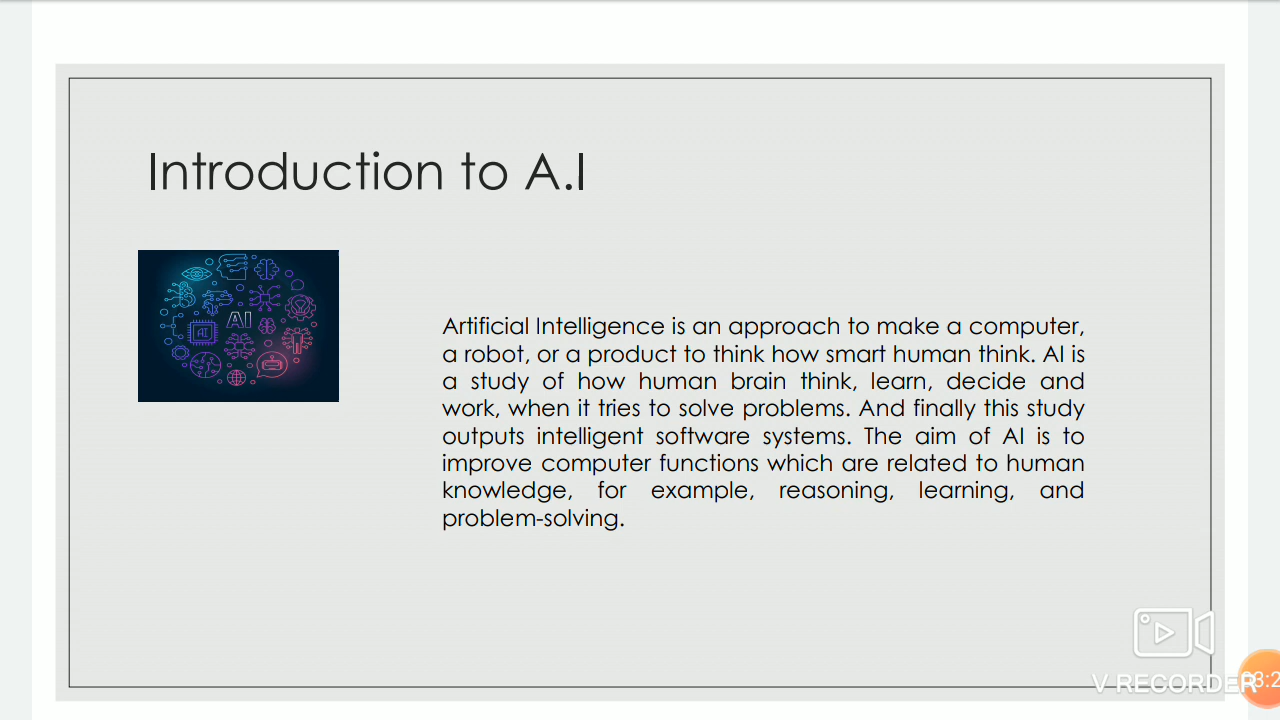 Introduction to A.I
AI
AI
Artificial Intelligence is an approach to make a computer,
a robot, or a product to think how smart human think. AI is
a study of how human brain think, learn, decide and
work, when it tries to solve problems. And finally this study
outputs intelligent software systems. The aim of AI is to
improve computer functions which are related to human
knowledge, for example, reasoning, learning, and
problem-solving.
V RECORDER